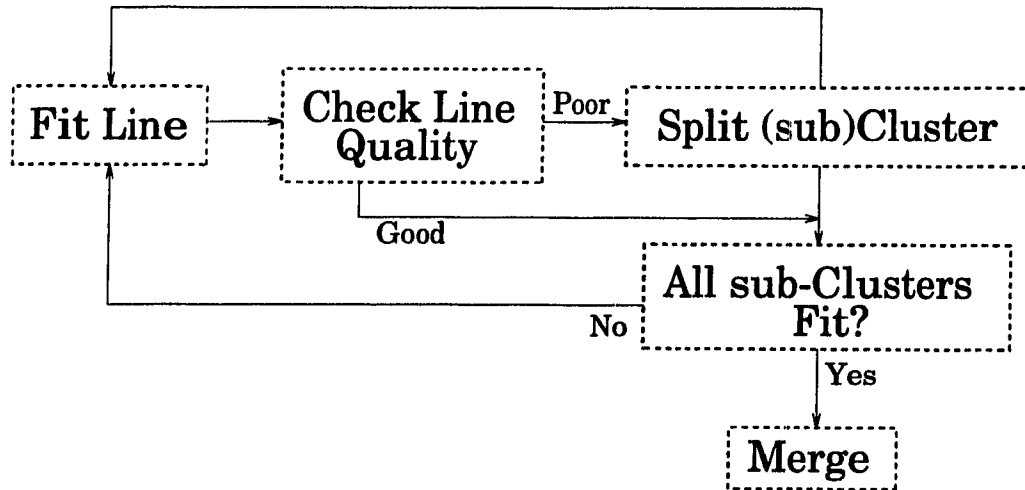 Fit Line
Check Line
Quality
Poor
Split (sub)Cluster
Good
All sub-Clusters
Fit?
No
Yes
Merge